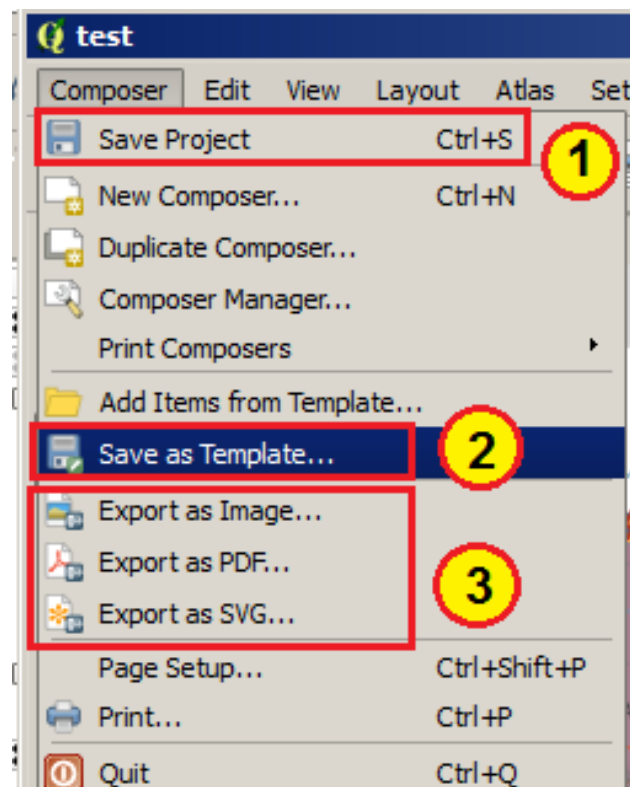 test
Composer Edit View Layout Atlas Set
Save Project Ctrl+S
1
New Composer... Ctrl+N
Duplicate Composer...
Composer Manager...
Print Composers
Add Items from Template...
Save as Template...
2
Export as Image...
Export as PDF...
3
Export as SVG...
Page Setup... Ctrl+Shift+P
Print... Ctrl+P
Quit Ctrl+Q